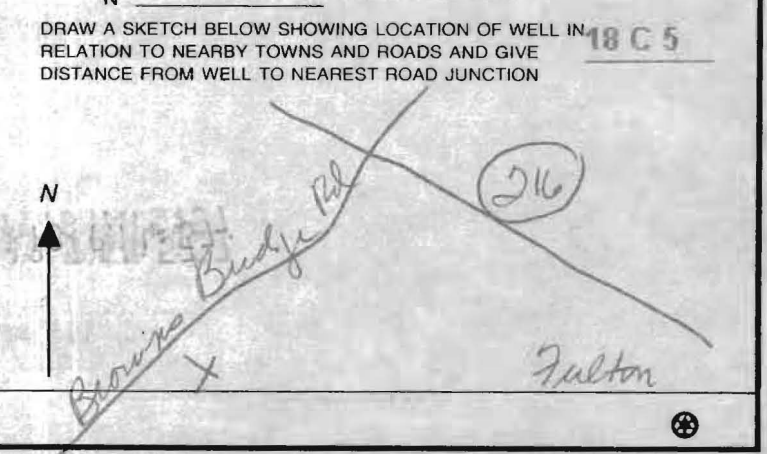 N
DRAW A SKETCH BELOW SHOWING LOCATION OF WELL IN
RELATION TO NEARBY TOWNS AND ROADS AND GIVE
DISTANCE FROM WELL TO NEAREST ROAD JUNCTION
18 C 5
N
216
Browns Bridge Rd
X
Fulton